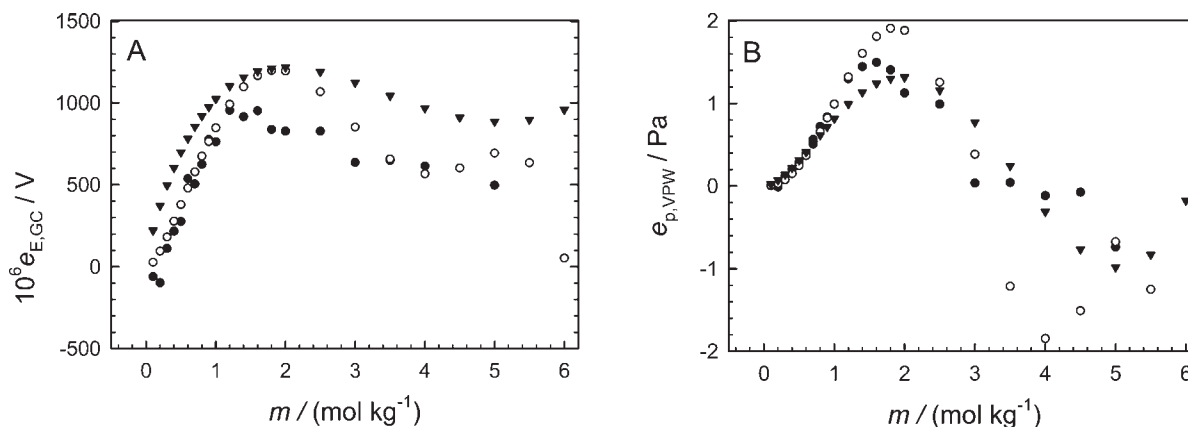 A
1500
1000
500
0
-500
10⁶e_E,GC / V
0 1 2 3 4 5 6
m / (mol kg⁻¹)
B
2
1
0
-1
-2
e_p,VPW / Pa
0 1 2 3 4 5 6
m / (mol kg⁻¹)